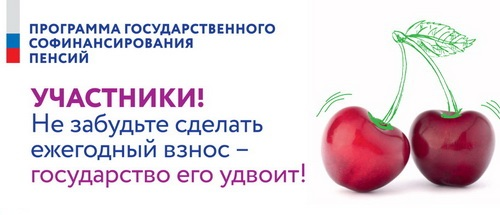 ПРОГРАММА ГОСУДАРСТВЕННОГО
СОФИНАНСИРОВАНИЯ
ПЕНСИЙ
УЧАСТНИКИ!
Не забудьте сделать
ежегодный взнос –
государство его удвоит!